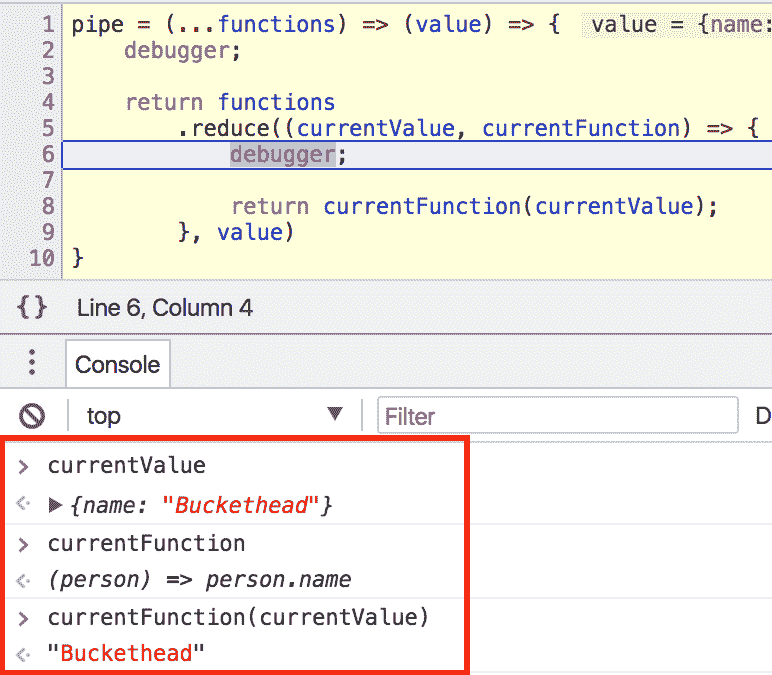 1 pipe = (...functions) => (value) => { value = {name:
2 debugger;
3
4 return functions
5 .reduce((currentValue, currentFunction) => {
6 debugger;
7
8 return currentFunction(currentValue);
9 }, value)
10 }
{} Line 6, Column 4
Console
top ▼ Filter D
> currentValue
<· ▶{name: "Buckethead"}
> currentFunction
<· (person) => person.name
> currentFunction(currentValue)
<· "Buckethead"